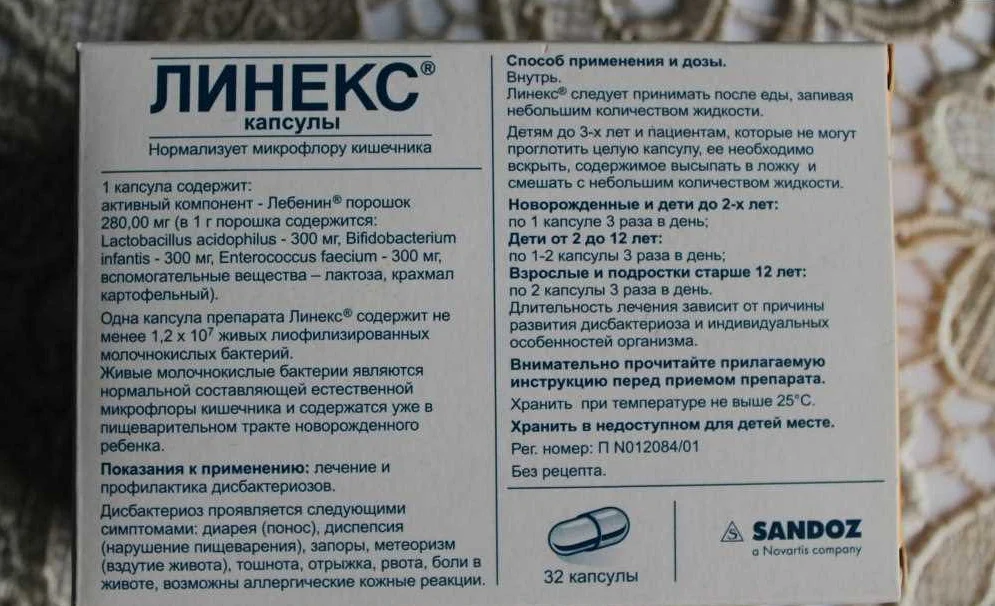 ЛИНЕКС®
капсулы
Нормализует микрофлору кишечника
1 капсула содержит:
активный компонент - Лебенин® порошок
280,00 мг (в 1 г порошка содержится:
Lactobacillus acidophilus - 300 мг, Bifidobacterium
infantis - 300 мг, Enterococcus faecium - 300 мг,
вспомогательные вещества – лактоза, крахмал
картофельный).
Одна капсула препарата Линекс® содержит не
менее 1,2 x 10⁷ живых лиофилизированных
молочнокислых бактерий.
Живые молочнокислые бактерии являются
нормальной составляющей естественной
микрофлоры кишечника и содержатся уже в
пищеварительном тракте новорожденного
ребенка.
Показания к применению: лечение и
профилактика дисбактериозов.
Дисбактериоз проявляется следующими
симптомами: диарея (понос), диспепсия
(нарушение пищеварения), запоры, метеоризм
(вздутие живота), тошнота, отрыжка, рвота, боли в
животе, возможны аллергические кожные реакции.
Способ применения и дозы.
Внутрь.
Линекс® следует принимать после еды, запивая
небольшим количеством жидкости.
Детям до 3-х лет и пациентам, которые не могут
проглотить целую капсулу, ее необходимо
вскрыть, содержимое высыпать в ложку и
смешать с небольшим количеством жидкости.
Новорожденные и дети до 2-х лет:
по 1 капсуле 3 раза в день;
Дети от 2 до 12 лет:
по 1-2 капсулы 3 раза в день;
Взрослые и подростки старше 12 лет:
по 2 капсулы 3 раза в день.
Длительность лечения зависит от причины
развития дисбактериоза и индивидуальных
особенностей организма.
Внимательно прочитайте прилагаемую
инструкцию перед приемом препарата.
Хранить при температуре не выше 25°C.
Хранить в недоступном для детей месте.
Рег. номер: П N012084/01
Без рецепта.
32 капсулы
S SANDOZ
a Novartis company